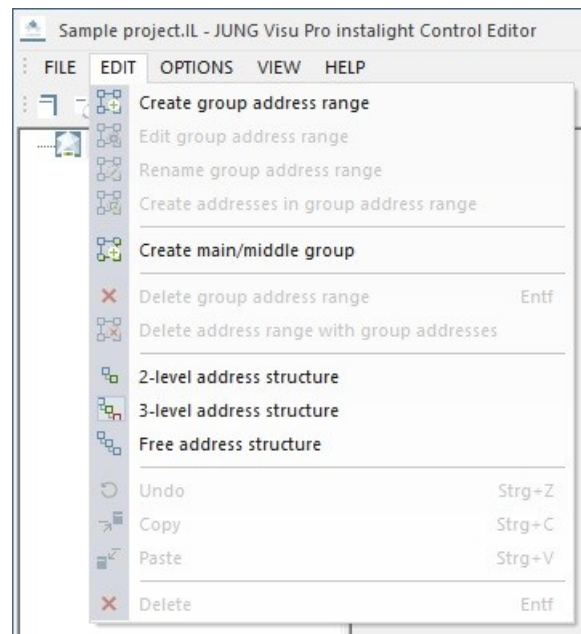 Sample project.IL - JUNG Visu Pro instalight Control Editor
FILE EDIT OPTIONS VIEW HELP
Create group address range
Edit group address range
Rename group address range
Create addresses in group address range
Create main/middle group
Delete group address range Entf
Delete address range with group addresses
2-level address structure
3-level address structure
Free address structure
Undo Strg+Z
Copy Strg+C
Paste Strg+V
Delete Entf